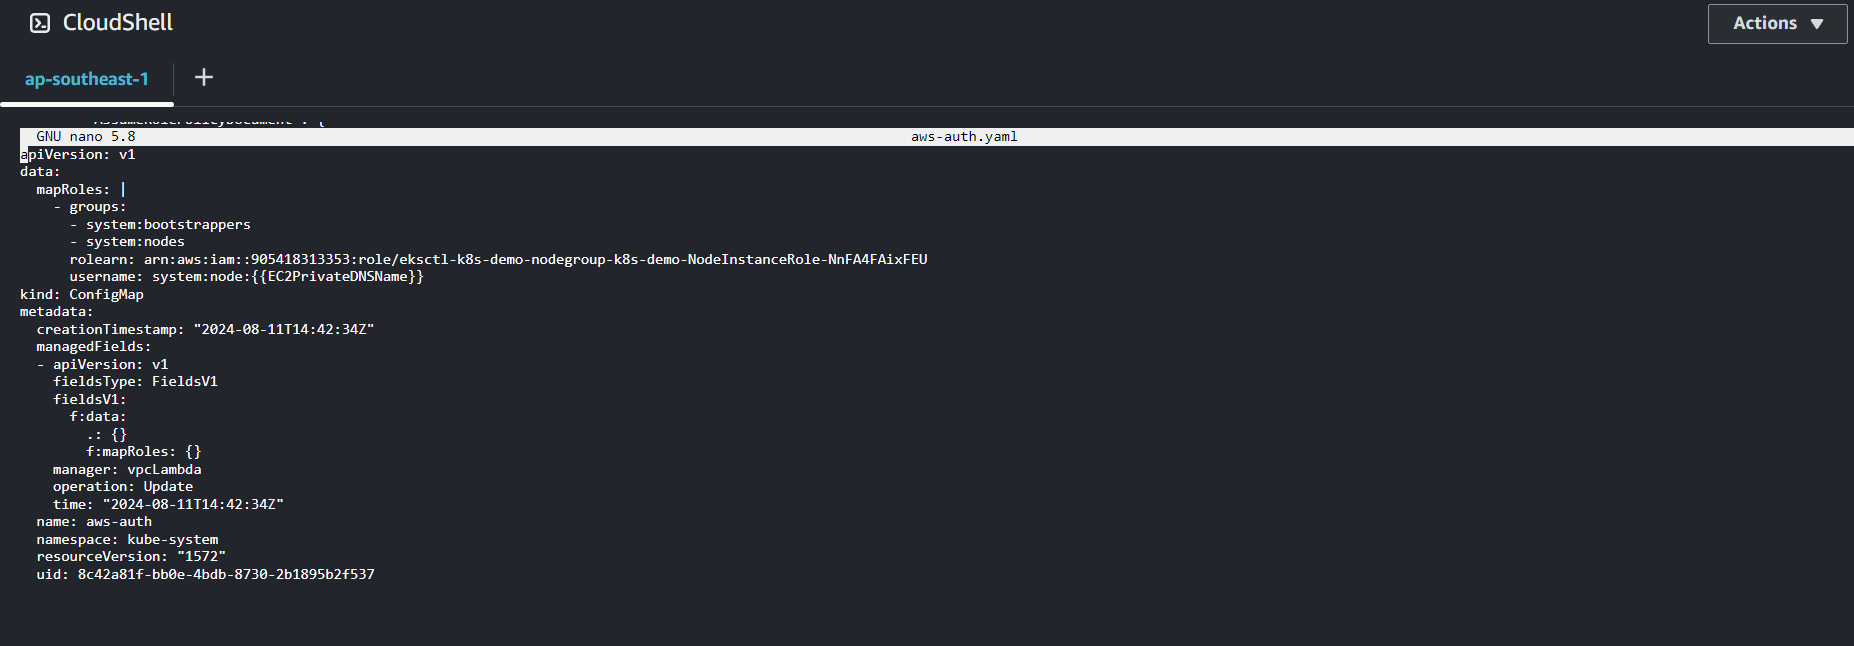 CloudShell
Actions ▼
ap-southeast-1 +
AssumeRolePolicyDocument": {
GNU nano 5.8 aws-auth.yaml
apiVersion: v1
data:
  mapRoles: |
    - groups:
      - system:bootstrappers
      - system:nodes
      rolearn: arn:aws:iam::905418313353:role/eksctl-k8s-demo-nodegroup-k8s-demo-NodeInstanceRole-NnFA4FAixFEU
      username: system:node:{{EC2PrivateDNSName}}
kind: ConfigMap
metadata:
  creationTimestamp: "2024-08-11T14:42:34Z"
  managedFields:
  - apiVersion: v1
    fieldsType: FieldsV1
    fieldsV1:
      f:data:
        .: {}
        f:mapRoles: {}
    manager: vpcLambda
    operation: Update
    time: "2024-08-11T14:42:34Z"
  name: aws-auth
  namespace: kube-system
  resourceVersion: "1572"
  uid: 8c42a81f-bb0e-4bdb-8730-2b1895b2f537